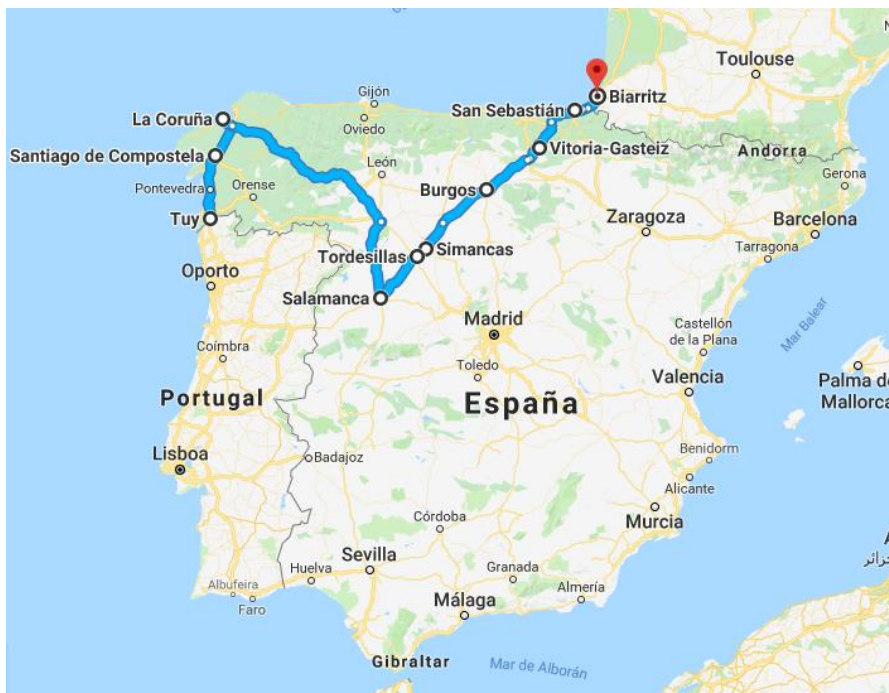 Toulouse
Gijón
Biarritz
San Sebastián
La Coruña
Oviedo
Vitoria-Gasteiz
Andorra
Santiago de Compostela
León
Gerona
Pontevedra
Orense
Burgos
Tuy
Zaragoza
Barcelona
Simancas
Tarragona
Tordesillas
Oporto
Salamanca
Madrid
Mar Balear
Castellón
de la Plana
Coímbra
Toledo
Valencia
Palma de
Mallorca
Portugal
España
Lisboa
Badajoz
Benidorm
Alicante
Murcia
Córdoba
Sevilla
Huelva
Granada
Albufeira
Faro
Almería
Málaga
Gibraltar
Mar de Alborán